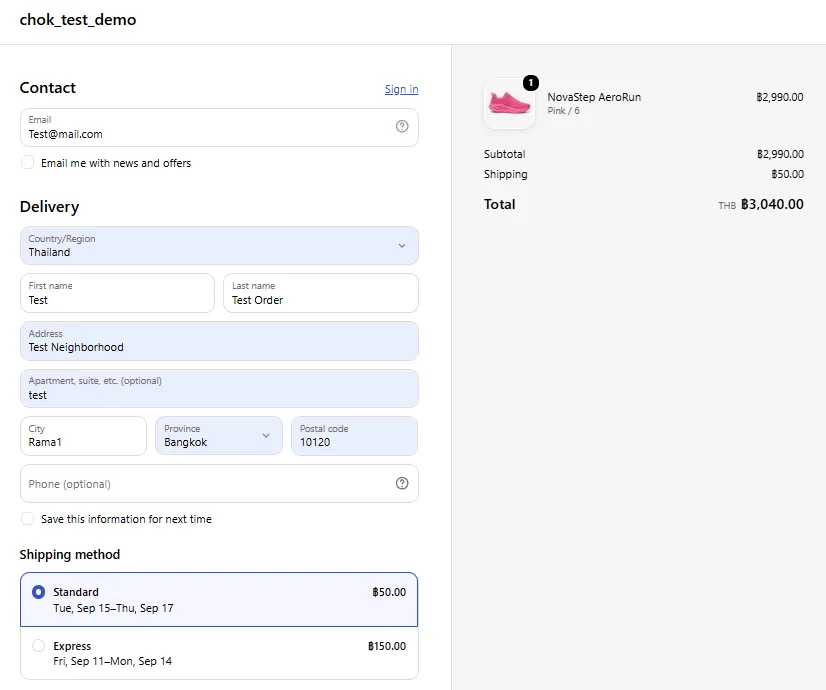 chok_test_demo
Contact
Sign in
Email
Test@mail.com
Email me with news and offers
Delivery
Country/Region
Thailand
First name
Test
Last name
Test Order
Address
Test Neighborhood
Apartment, suite, etc. (optional)
test
City
Rama1
Province
Bangkok
Postal code
10120
Phone (optional)
Save this information for next time
Shipping method
Standard
฿50.00
Tue, Sep 15–Thu, Sep 17
Express
฿150.00
Fri, Sep 11–Mon, Sep 14
1
NovaStep AeroRun
฿2,990.00
Pink / 6
Subtotal
฿2,990.00
Shipping
฿50.00
Total
THB ฿3,040.00